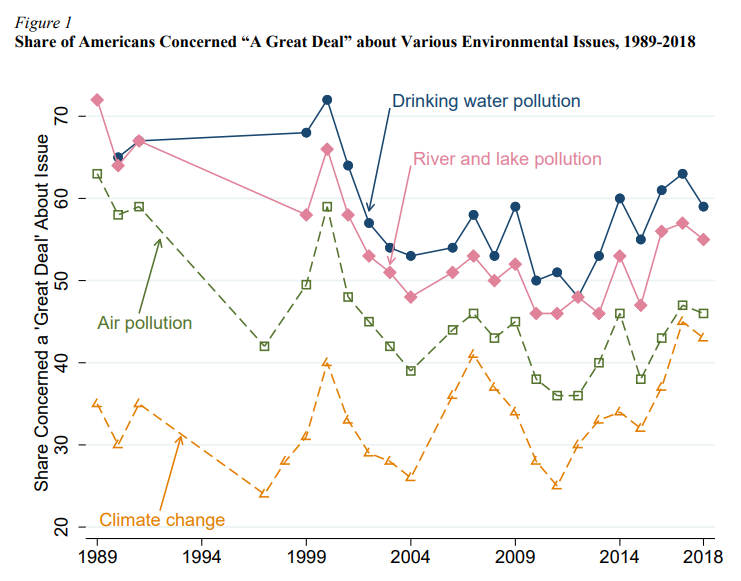 Figure 1
Share of Americans Concerned “A Great Deal” about Various Environmental Issues, 1989-2018
Share Concerned a 'Great Deal' About Issue
70
60
50
40
30
20
Drinking water pollution
River and lake pollution
Air pollution
Climate change
1989 1994 1999 2004 2009 2014 2018